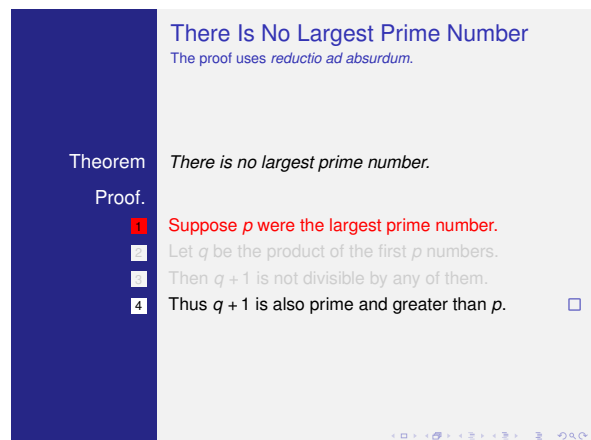 There Is No Largest Prime Number
The proof uses reductio ad absurdum.
Theorem There is no largest prime number.
Proof.
1 Suppose p were the largest prime number.
2 Let q be the product of the first p numbers.
3 Then q + 1 is not divisible by any of them.
4 Thus q + 1 is also prime and greater than p.